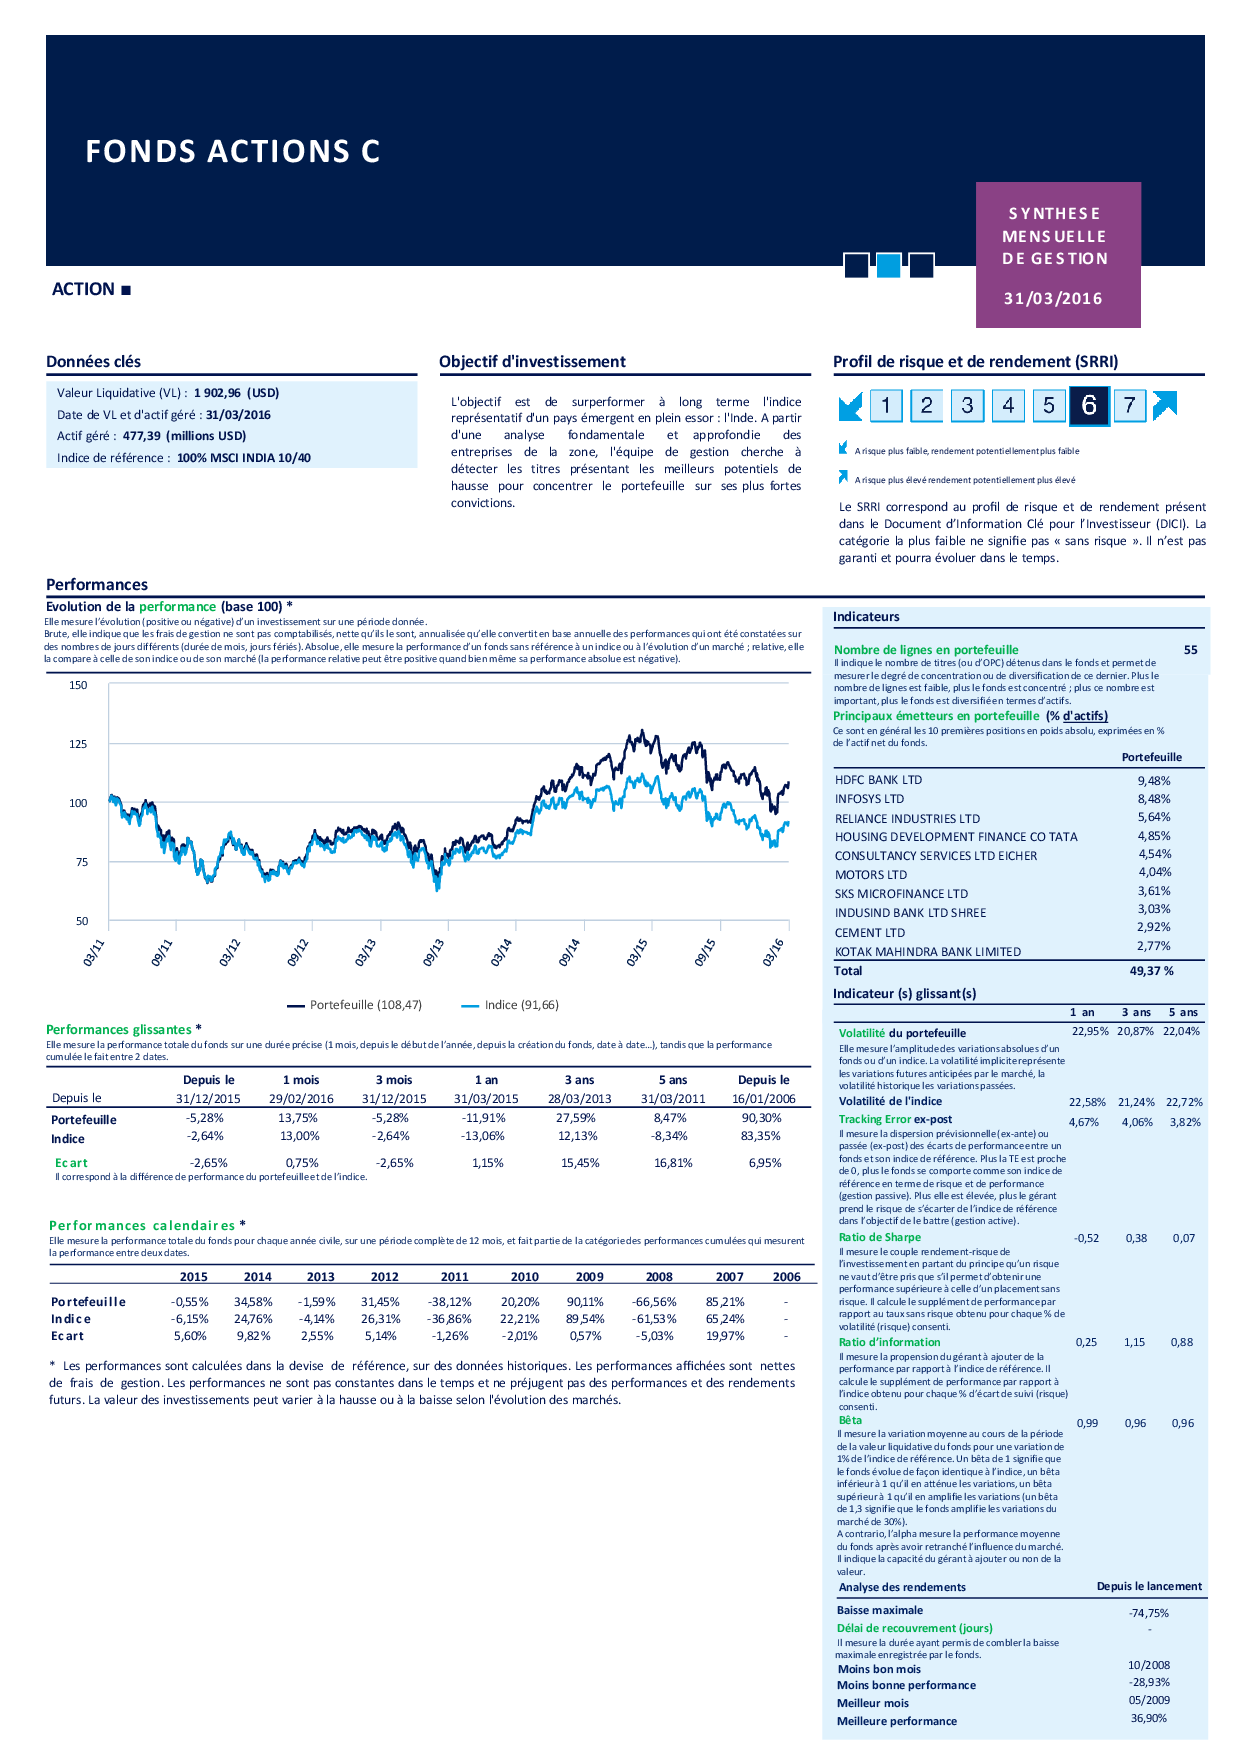 FONDS ACTIONS C
SYNTHESE
MENSUELLE
DE GESTION
31/03/2016
ACTION ■
Données clés
Valeur Liquidative (VL) : 1 902,96 (USD)
Date de VL et d'actif géré : 31/03/2016
Actif géré : 477,39 (millions USD)
Indice de référence : 100% MSCI INDIA 10/40
Objectif d'investissement
L'objectif est de surperformer à long terme l'indice
représentatif d'un pays émergent en plein essor : l'Inde. A partir
d'une analyse fondamentale et approfondie des
entreprises de la zone, l'équipe de gestion cherche à
détecter les titres présentant les meilleurs potentiels de
hausse pour concentrer le portefeuille sur ses plus fortes
convictions.
Profil de risque et de rendement (SRRI)
1 2 3 4 5 6 7
A risque plus faible, rendement potentiellement plus faible
A risque plus élevé rendement potentiellement plus élevé
Le SRRI correspond au profil de risque et de rendement présent
dans le Document d’Information Clé pour l’Investisseur (DICI). La
catégorie la plus faible ne signifie pas « sans risque ». Il n’est pas
garanti et pourra évoluer dans le temps.
Performances
Evolution de la performance (base 100) *
Elle mesure l’évolution (positive ou négative) d’un investissement sur une période donnée.
Brute, elle indique que les frais de gestion ne sont pas comptabilisés, nette qu’ils le sont, annualisée qu’elle convertit en base annuelle des performances qui ont été constatées sur
des nombres de jours différents (durée de mois, jours fériés). Absolue, elle mesure la performance d’un fonds sans référence à un indice ou à l’évolution d’un marché ; relative, elle
la compare à celle de son indice ou de son marché (la performance relative peut être positive quand bien même sa performance absolue est négative).
150
125
100
75
50
03/11 09/11 03/12 09/12 03/13 09/13 03/14 09/14 03/15 09/15 03/16
Portefeuille (108,47) Indice (91,66)
Performances glissantes *
Elle mesure la performance totale du fonds sur une durée précise (1 mois, depuis le début de l’année, depuis la création du fonds, date à date…), tandis que la performance
cumulée le fait entre 2 dates.
Depuis le 1 mois 3 mois 1 an 3 ans 5 ans Depuis le
Depuis le 31/12/2015 29/02/2016 31/12/2015 31/03/2015 28/03/2013 31/03/2011 16/01/2006
Portefeuille -5,28% 13,75% -5,28% -11,91% 27,59% 8,47% 90,30%
Indice -2,64% 13,00% -2,64% -13,06% 12,13% -8,34% 83,35%
Ecart -2,65% 0,75% -2,65% 1,15% 15,45% 16,81% 6,95%
Il correspond à la différence de performance du portefeuille et de l’indice.
Performances calendaires *
Elle mesure la performance totale du fonds pour chaque année civile, sur une période complète de 12 mois, et fait partie de la catégorie des performances cumulées qui mesurent
la performance entre deux dates.
2015 2014 2013 2012 2011 2010 2009 2008 2007 2006
Portefeuille -0,55% 34,58% -1,59% 31,45% -38,12% 20,20% 90,11% -66,56% 85,21% -
Indice -6,15% 24,76% -4,14% 26,31% -36,86% 22,21% 89,54% -61,53% 65,24% -
Ecart 5,60% 9,82% 2,55% 5,14% -1,26% -2,01% 0,57% -5,03% 19,97% -
* Les performances sont calculées dans la devise de référence, sur des données historiques. Les performances affichées sont nettes
de frais de gestion. Les performances ne sont pas constantes dans le temps et ne préjugent pas des performances et des rendements
futurs. La valeur des investissements peut varier à la hausse ou à la baisse selon l'évolution des marchés.
Indicateurs
Nombre de lignes en portefeuille 55
Il indique le nombre de titres (ou d’OPC) détenus dans le fonds et permet de
mesurer le degré de concentration ou de diversification de ce dernier. Plus le
nombre de lignes est faible, plus le fonds est concentré ; plus ce nombre est
important, plus le fonds est diversifié en termes d’actifs.
Principaux émetteurs en portefeuille (% d'actifs)
Ce sont en général les 10 premières positions en poids absolu, exprimées en %
de l’actif net du fonds.
Portefeuille
HDFC BANK LTD 9,48%
INFOSYS LTD 8,48%
RELIANCE INDUSTRIES LTD 5,64%
HOUSING DEVELOPMENT FINANCE CO TATA 4,85%
CONSULTANCY SERVICES LTD EICHER 4,54%
MOTORS LTD 4,04%
SKS MICROFINANCE LTD 3,61%
INDUSIND BANK LTD SHREE 3,03%
CEMENT LTD 2,92%
KOTAK MAHINDRA BANK LIMITED 2,77%
Total 49,37 %
Indicateur (s) glissant(s)
1 an 3 ans 5 ans
Volatilité du portefeuille 22,95% 20,87% 22,04%
Elle mesure l’amplitude des variations absolues d’un
fonds ou d’un indice. La volatilité implicite représente
les variations futures anticipées par le marché, la
volatilité historique les variations passées.
Volatilité de l'indice 22,58% 21,24% 22,72%
Tracking Error ex-post 4,67% 4,06% 3,82%
Il mesure la dispersion prévisionnelle (ex-ante) ou
passée (ex-post) des écarts de performance entre un
fonds et son indice de référence. Plus la TE est proche
de 0, plus le fonds se comporte comme son indice de
référence en terme de risque et de performance
(gestion passive). Plus elle est élevée, plus le gérant
prend le risque de s’écarter de l’indice de référence
dans l’objectif de le battre (gestion active).
Ratio de Sharpe -0,52 0,38 0,07
Il mesure le couple rendement-risque de
l’investissement en partant du principe qu’un risque
ne vaut d’être pris que s’il permet d’obtenir une
performance supérieure à celle d’un placement sans
risque. Il calcule le supplément de performance par
rapport au taux sans risque obtenu pour chaque % de
volatilité (risque) consenti.
Ratio d’information 0,25 1,15 0,88
Il mesure la propension du gérant à ajouter de la
performance par rapport à l’indice de référence. Il
calcule le supplément de performance par rapport à
l’indice obtenu pour chaque % d’écart de suivi (risque)
consenti.
Bêta 0,99 0,96 0,96
Il mesure la variation moyenne au cours de la période
de la valeur liquidative du fonds pour une variation de
1% de l’indice de référence. Un bêta de 1 signifie que
le fonds évolue de façon identique à l’indice, un bêta
inférieur à 1 qu’il en atténue les variations, un bêta
supérieur à 1 qu’il en amplifie les variations (un bêta
de 1,3 signifie que le fonds amplifie les variations du
marché de 30%).
A contrario, l’alpha mesure la performance moyenne
du fonds après avoir retranché l’influence du marché.
Il indique la capacité du gérant à ajouter ou non de la
valeur.
Analyse des rendements Depuis le lancement
Baisse maximale -74,75%
Délai de recouvrement (jours) -
Il mesure la durée ayant permis de combler la baisse
maximale enregistrée par le fonds.
Moins bon mois 10/2008
Moins bonne performance -28,93%
Meilleur mois 05/2009
Meilleure performance 36,90%